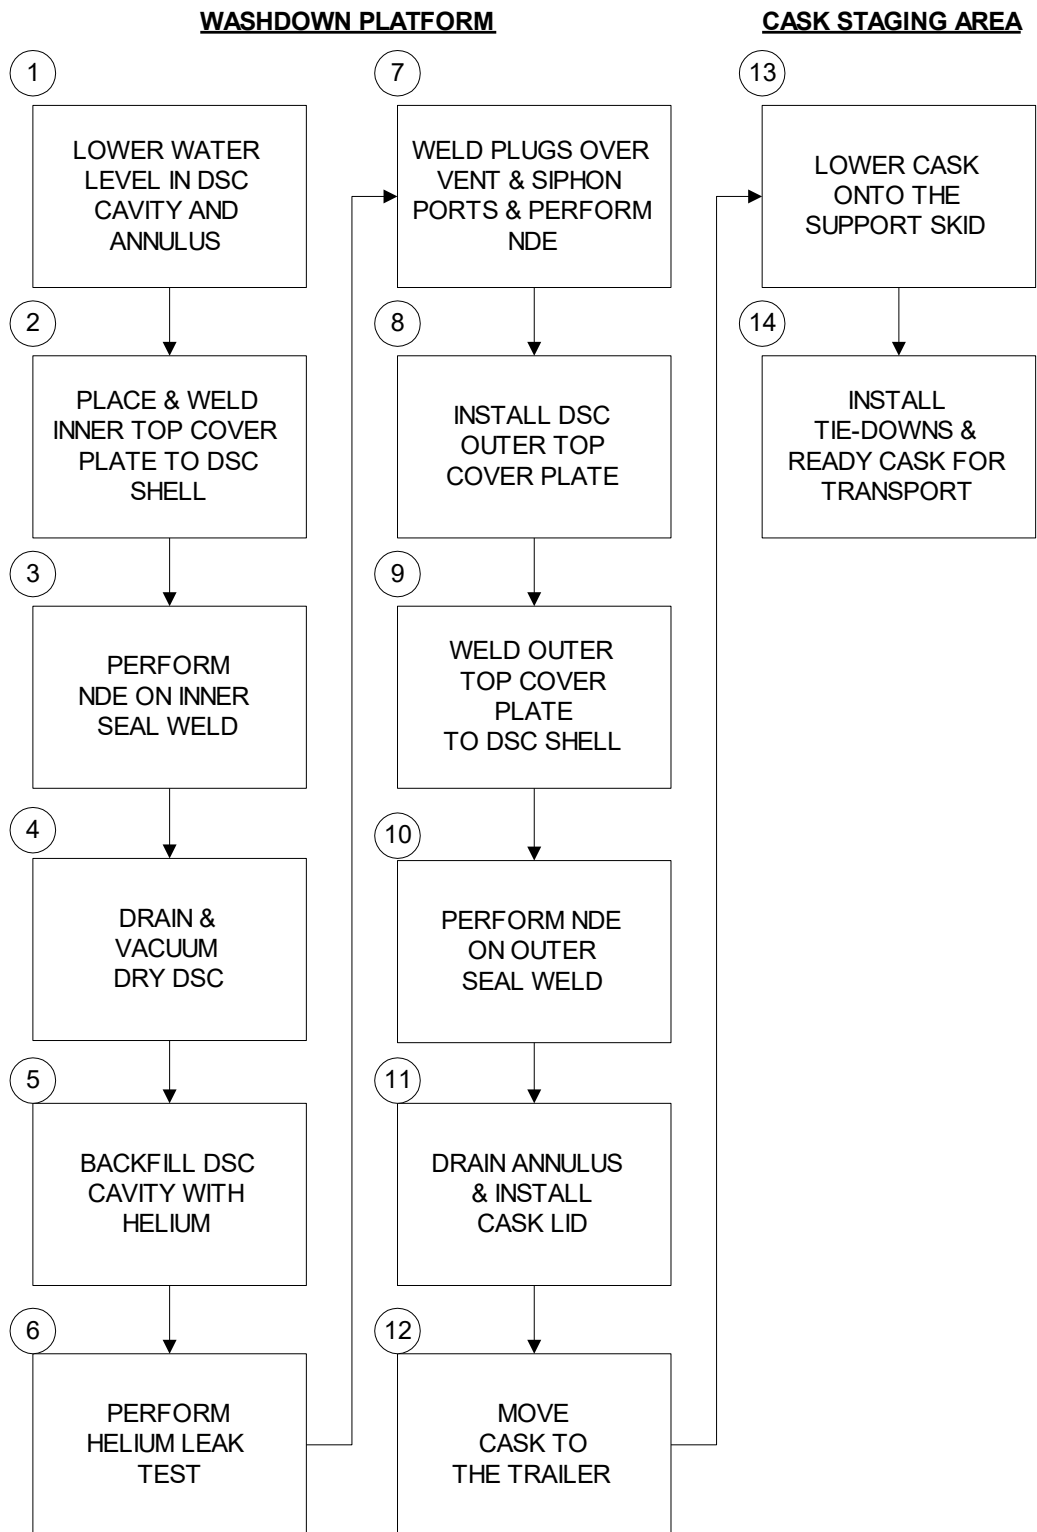 WASHDOWN PLATFORM
CASK STAGING AREA
1
LOWER WATER
LEVEL IN DSC
CAVITY AND
ANNULUS
2
PLACE & WELD
INNER TOP COVER
PLATE TO DSC
SHELL
3
PERFORM
NDE ON INNER
SEAL WELD
4
DRAIN &
VACUUM
DRY DSC
5
BACKFILL DSC
CAVITY WITH
HELIUM
6
PERFORM
HELIUM LEAK
TEST
7
WELD PLUGS OVER
VENT & SIPHON
PORTS & PERFORM
NDE
8
INSTALL DSC
OUTER TOP
COVER PLATE
9
WELD OUTER
TOP COVER
PLATE
TO DSC SHELL
10
PERFORM NDE
ON OUTER
SEAL WELD
11
DRAIN ANNULUS
& INSTALL
CASK LID
12
MOVE
CASK TO
THE TRAILER
13
LOWER CASK
ONTO THE
SUPPORT SKID
14
INSTALL
TIE-DOWNS &
READY CASK FOR
TRANSPORT